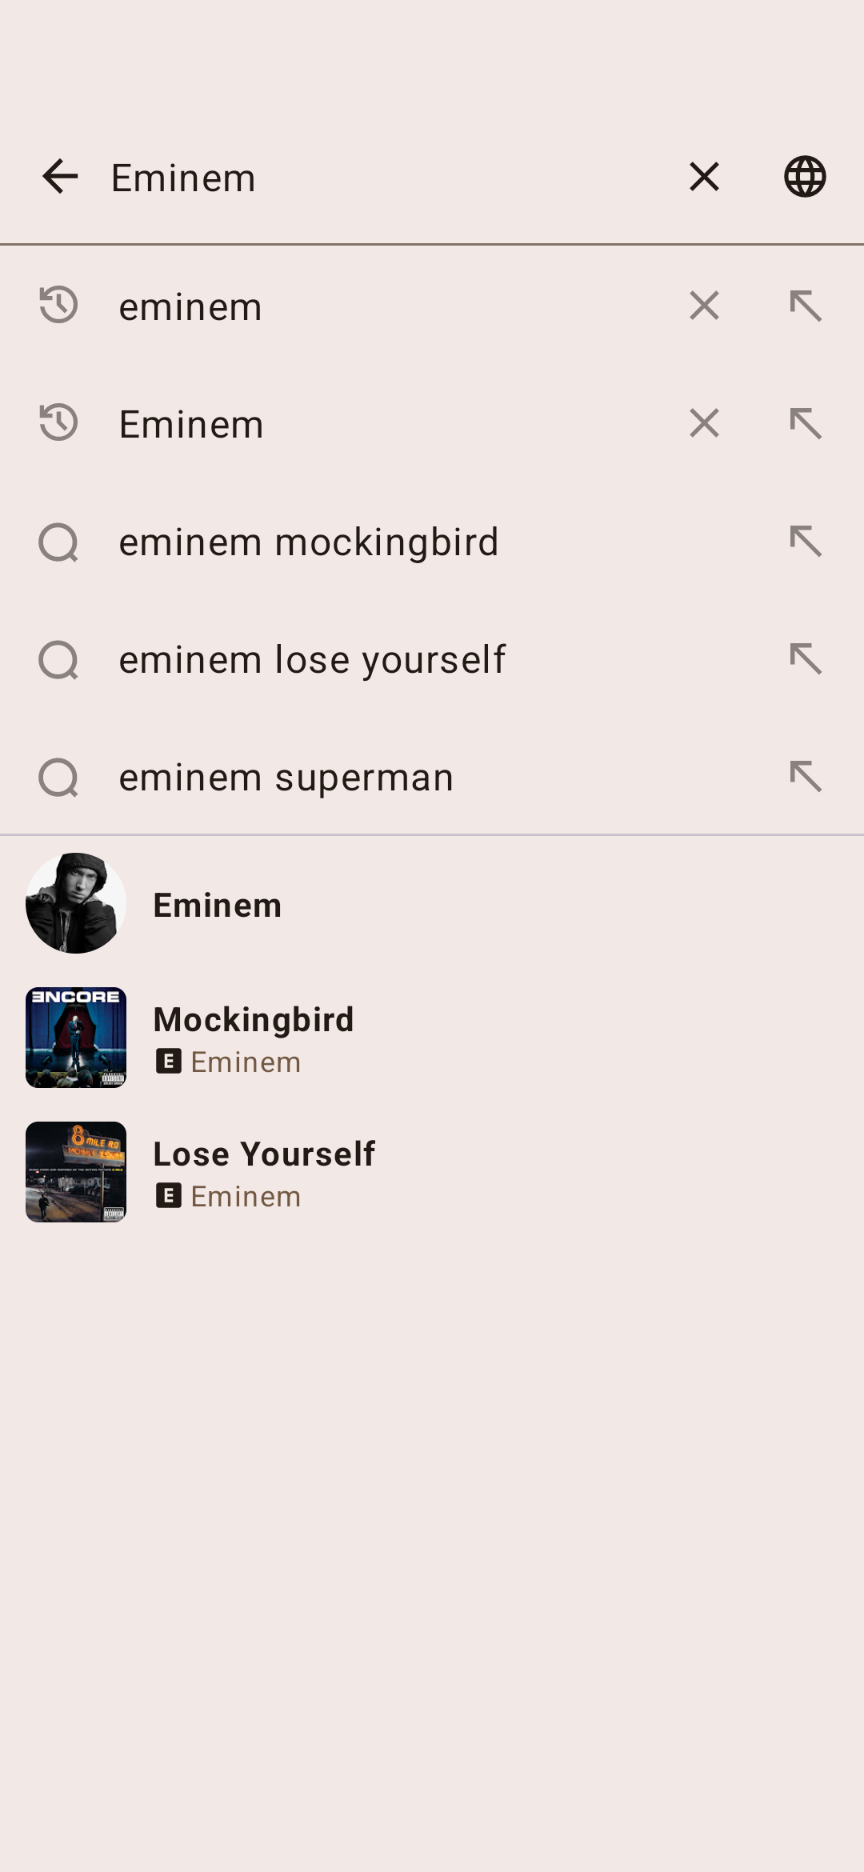 Eminem
eminem
Eminem
eminem mockingbird
eminem lose yourself
eminem superman
Eminem
ƎNCORE
Mockingbird
E Eminem
8
MILE RD
Lose Yourself
E Eminem